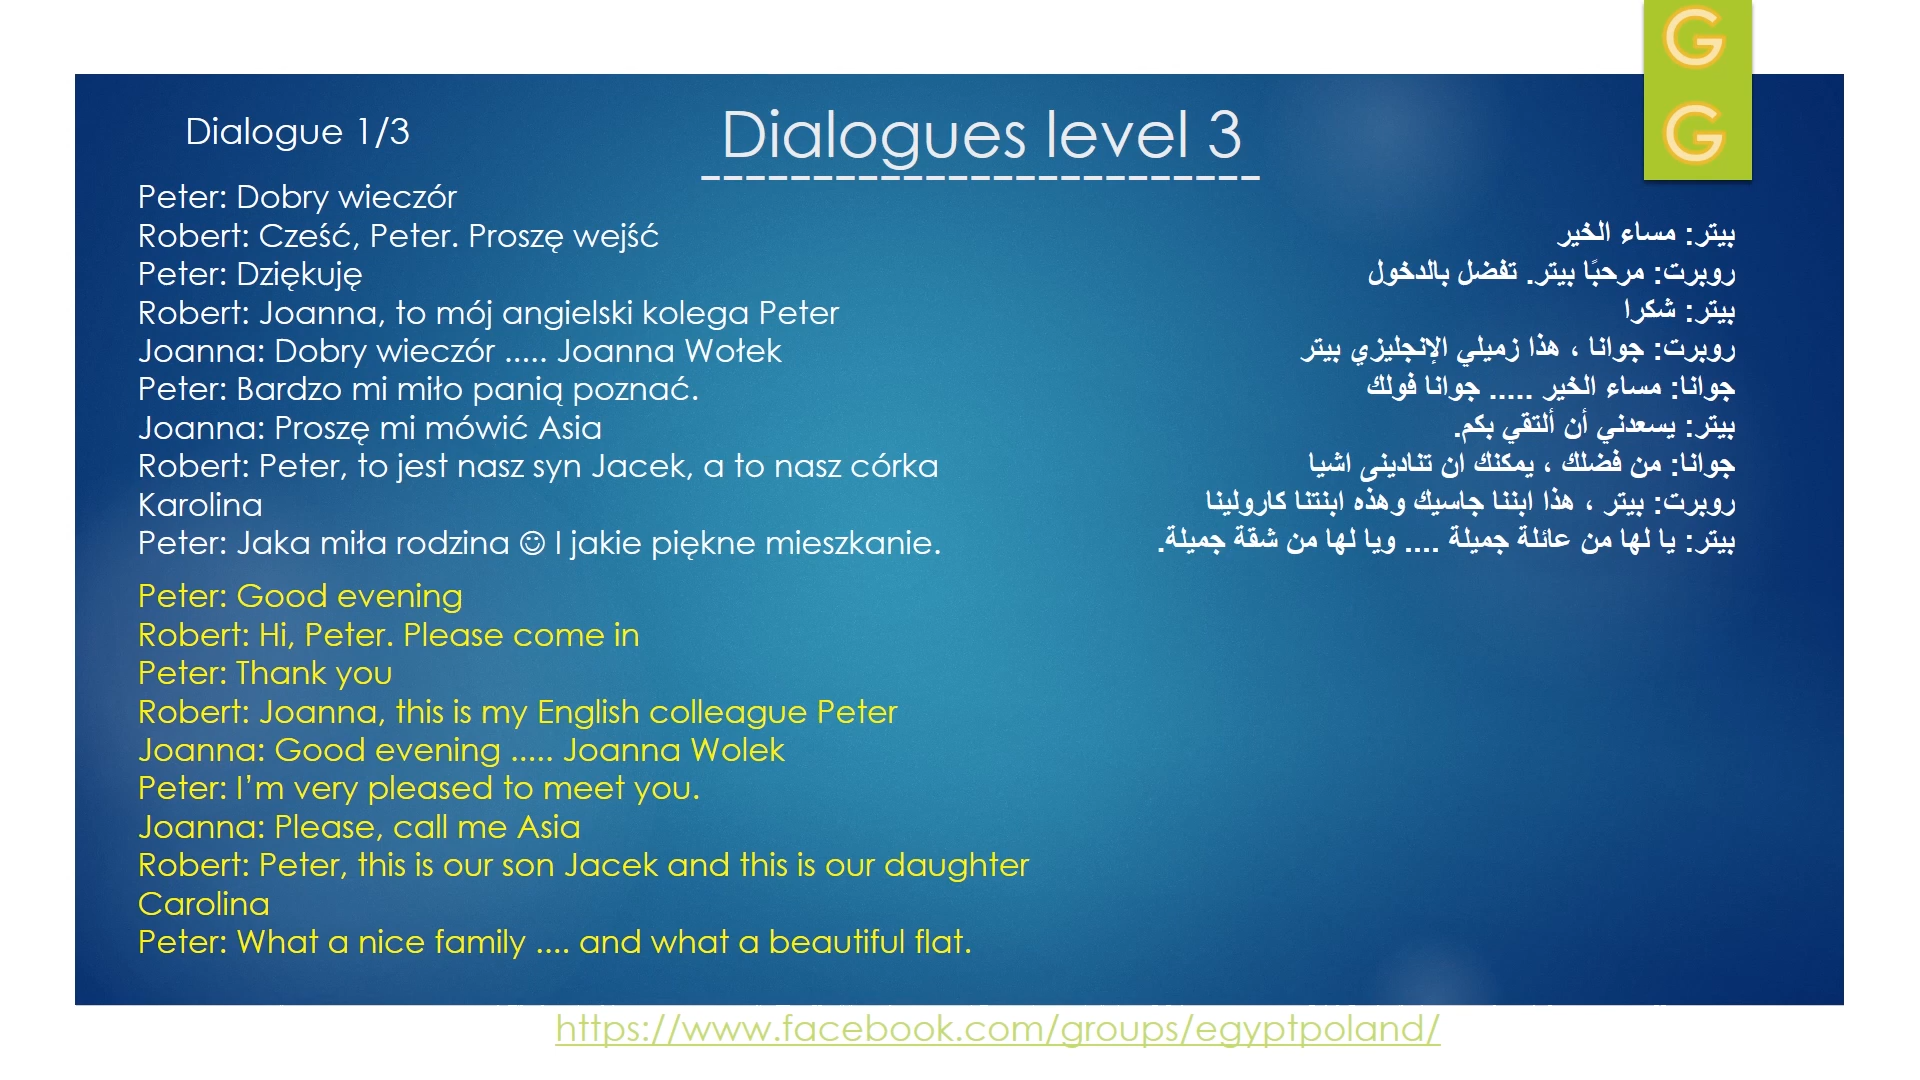 G
G
Dialogue 1/3
Dialogues level 3
-------------------------
Peter: Dobry wieczór
Robert: Cześć, Peter. Proszę wejść
Peter: Dziękuję
Robert: Joanna, to mój angielski kolega Peter
Joanna: Dobry wieczór ..... Joanna Wołek
Peter: Bardzo mi miło panią poznać.
Joanna: Proszę mi mówić Asia
Robert: Peter, to jest nasz syn Jacek, a to nasz córka
Karolina
Peter: Jaka miła rodzina ☺ I jakie piękne mieszkanie.
بيتر: مساء الخير
روبرت: مرحبًا بيتر. تفضل بالدخول
بيتر: شكرا
روبرت: جوانا ، هذا زميلي الإنجليزي بيتر
جوانا: مساء الخير ..... جوانا فولك
بيتر: يسعدني أن ألتقي بكم.
جوانا: من فضلك ، يمكنك ان تنادينى اشيا
روبرت: بيتر ، هذا ابننا جاسيك وهذه ابنتنا كارولينا
بيتر: يا لها من عائلة جميلة .... ويا لها من شقة جميلة.
Peter: Good evening
Robert: Hi, Peter. Please come in
Peter: Thank you
Robert: Joanna, this is my English colleague Peter
Joanna: Good evening ..... Joanna Wolek
Peter: I’m very pleased to meet you.
Joanna: Please, call me Asia
Robert: Peter, this is our son Jacek and this is our daughter
Carolina
Peter: What a nice family .... and what a beautiful flat.
https://www.facebook.com/groups/egyptpoland/